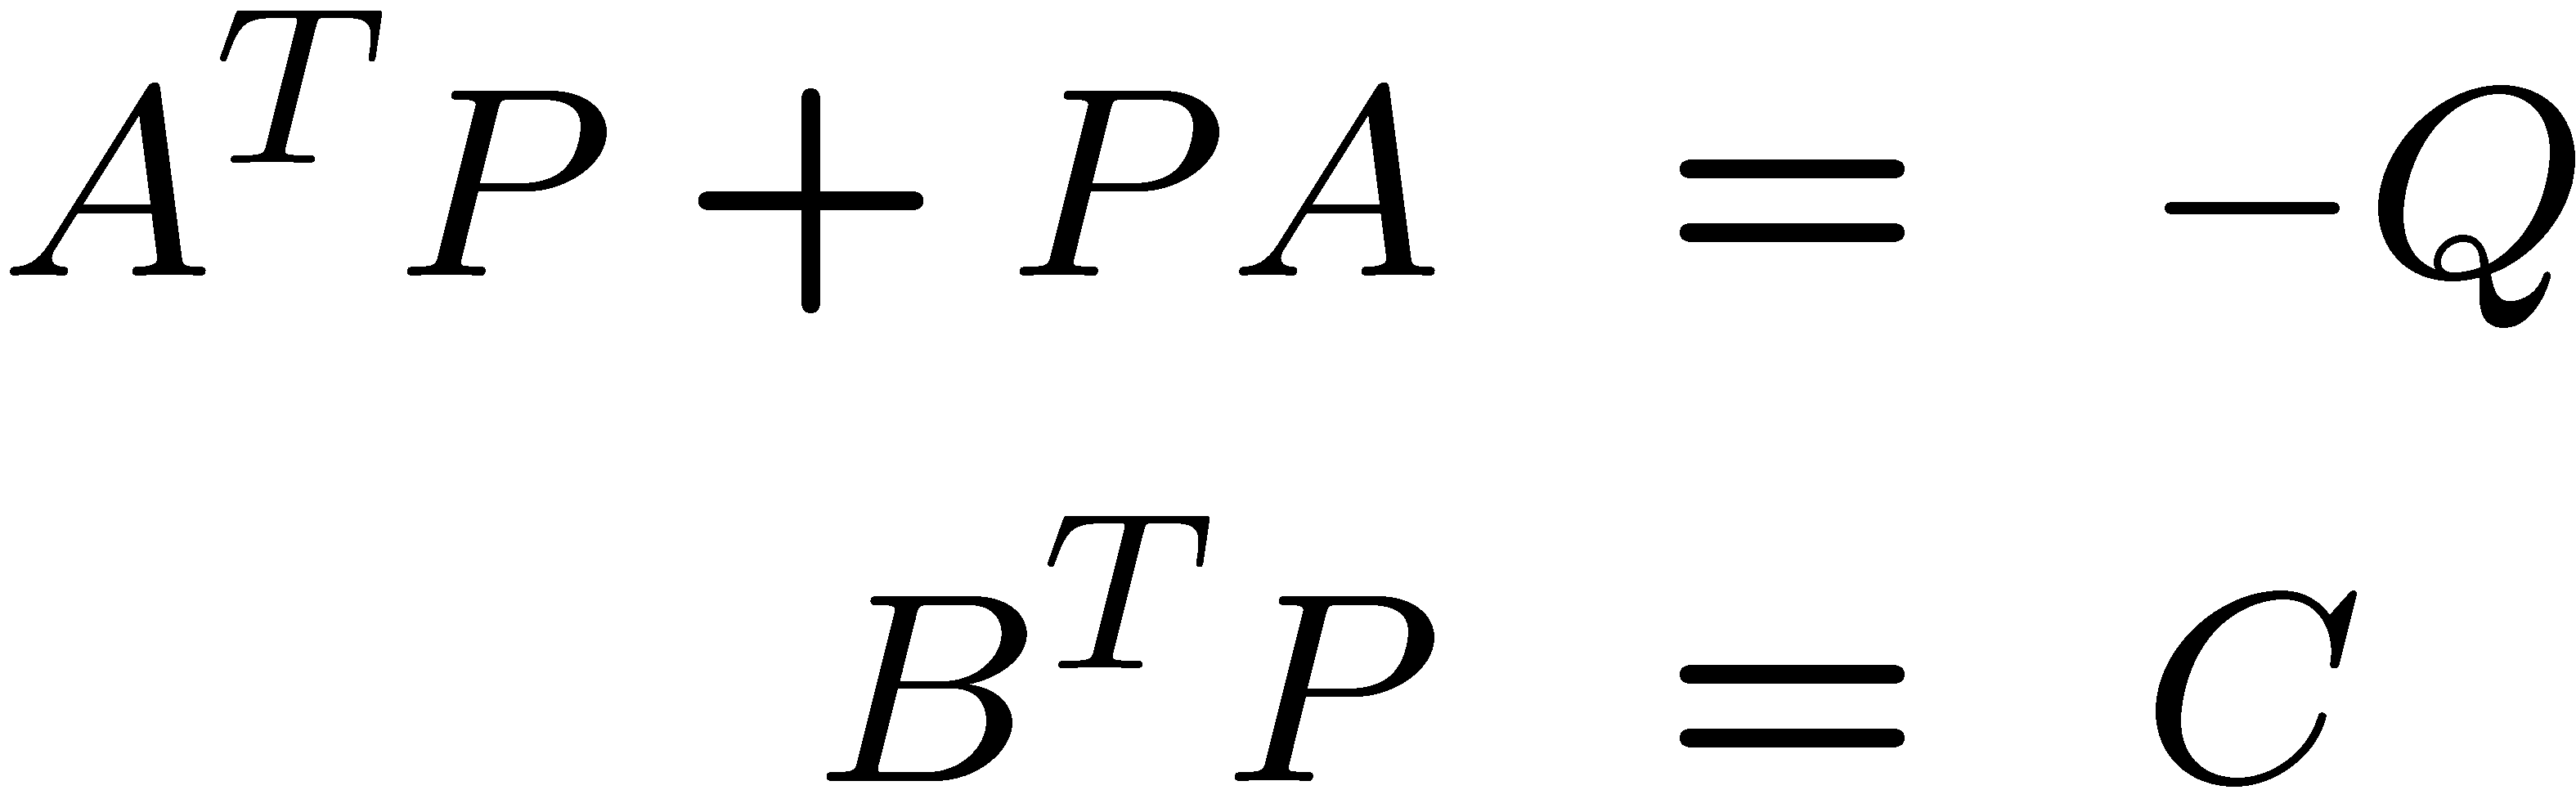 A^T P + PA = −Q
B^T P = C